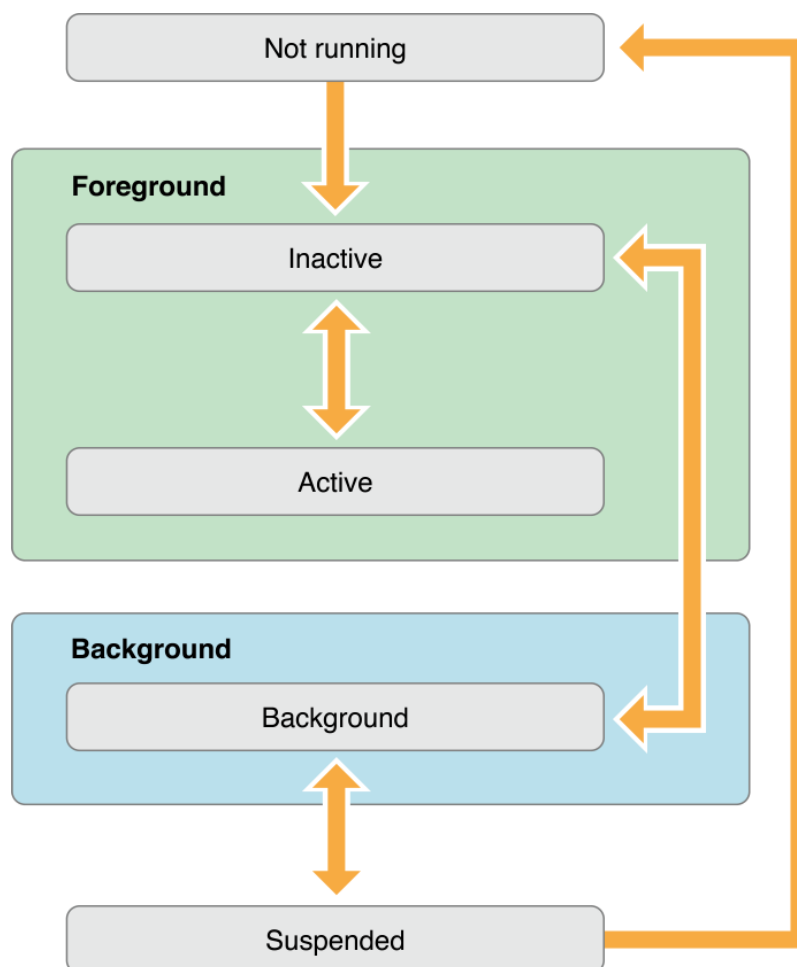 Not running
Foreground
Inactive
Active
Background
Background
Suspended